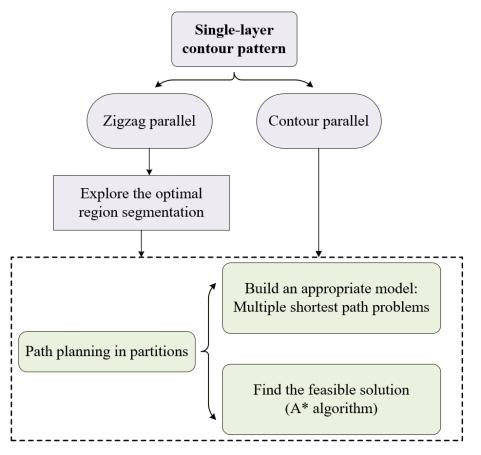 Single-layer
contour pattern
Zigzag parallel
Contour parallel
Explore the optimal
region segmentation
Build an appropriate model:
Multiple shortest path problems
Path planning in partitions
Find the feasible solution
(A* algorithm)